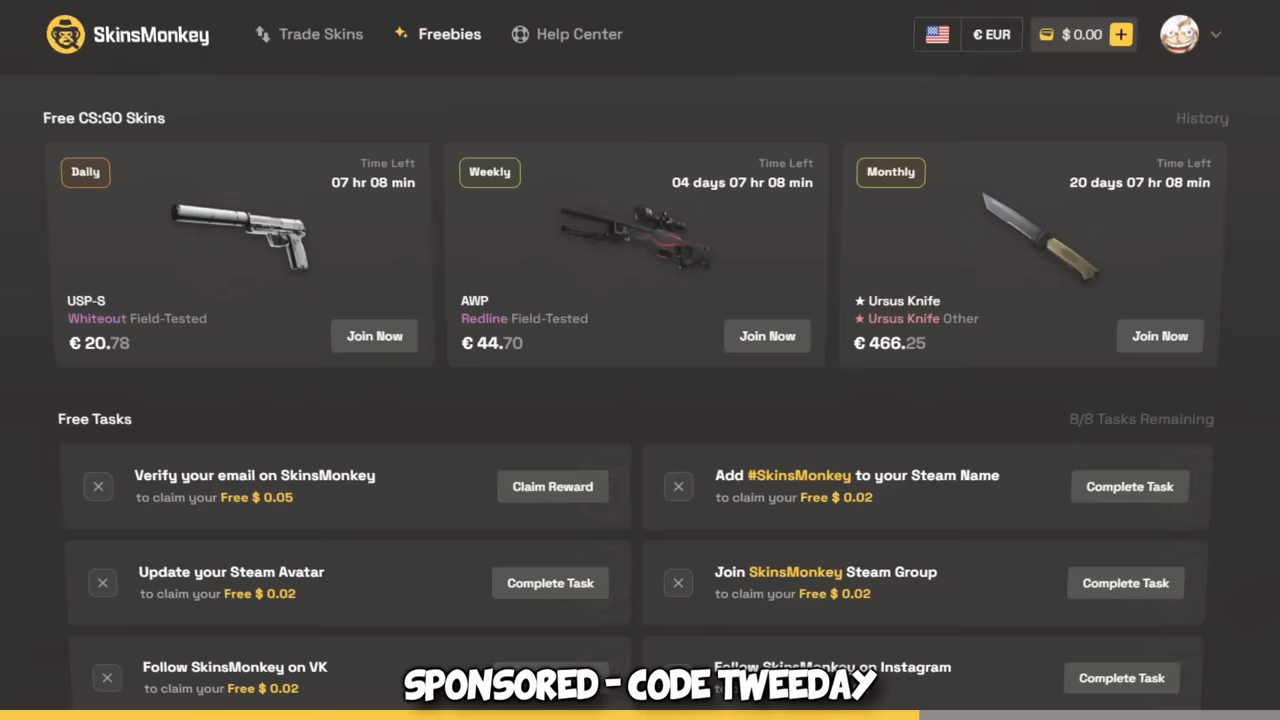 SkinsMonkey
Trade Skins
Freebies
Help Center
€ EUR
$ 0.00
Free CS:GO Skins
History
Daily
Time Left
07 hr 08 min
USP-S
Whiteout Field-Tested
€ 20.78
Join Now
Weekly
Time Left
04 days 07 hr 08 min
AWP
Redline Field-Tested
€ 44.70
Join Now
Monthly
Time Left
20 days 07 hr 08 min
★ Ursus Knife
★ Ursus Knife Other
€ 466.25
Join Now
Free Tasks
8/8 Tasks Remaining
Verify your email on SkinsMonkey
to claim your Free $ 0.05
Claim Reward
Add #SkinsMonkey to your Steam Name
to claim your Free $ 0.02
Complete Task
Update your Steam Avatar
to claim your Free $ 0.02
Complete Task
Join SkinsMonkey Steam Group
to claim your Free $ 0.02
Complete Task
Follow SkinsMonkey on VK
to claim your Free $ 0.02
Follow SkinsMonkey on Instagram
Complete Task
SPONSORED - CODE TWEEDAY